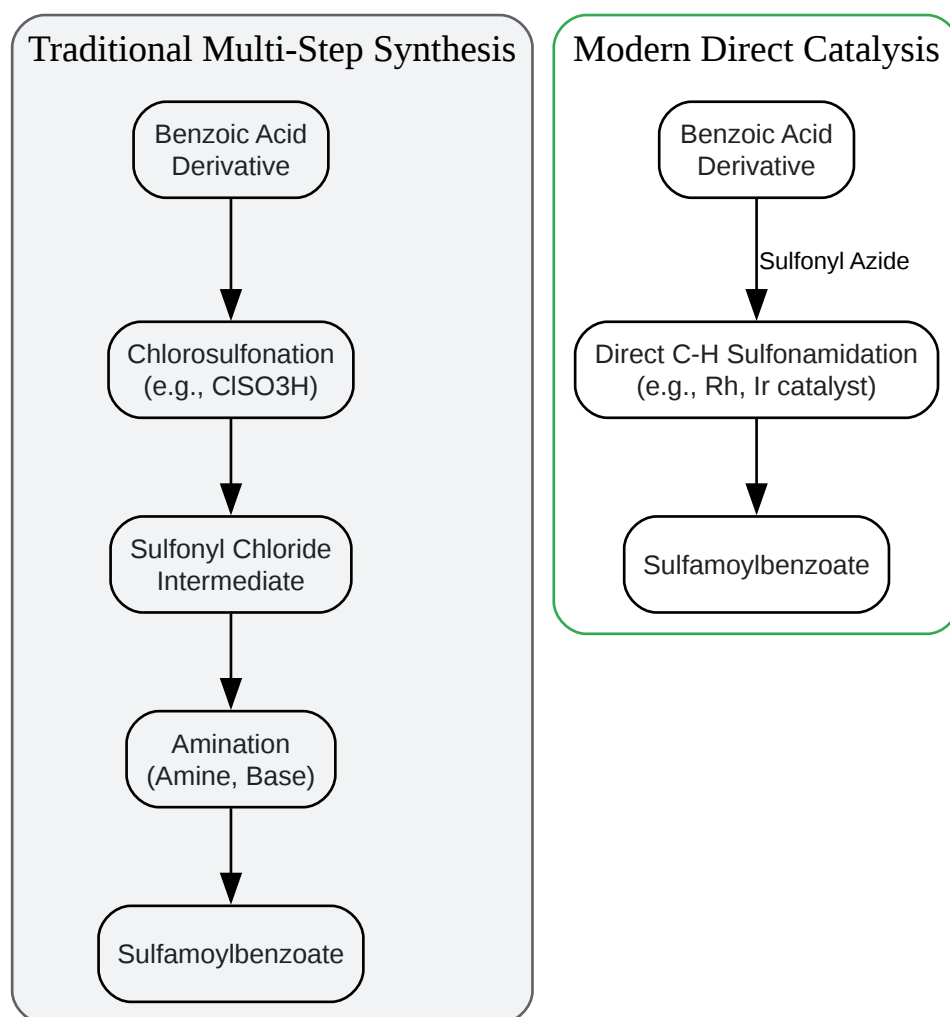 Traditional Multi-Step Synthesis
Benzoic Acid
Derivative
Chlorosulfonation
(e.g., ClSO3H)
Sulfonyl Chloride
Intermediate
Amination
(Amine, Base)
Sulfamoylbenzoate
Modern Direct Catalysis
Benzoic Acid
Derivative
Sulfonyl Azide
Direct C-H Sulfonamidation
(e.g., Rh, Ir catalyst)
Sulfamoylbenzoate